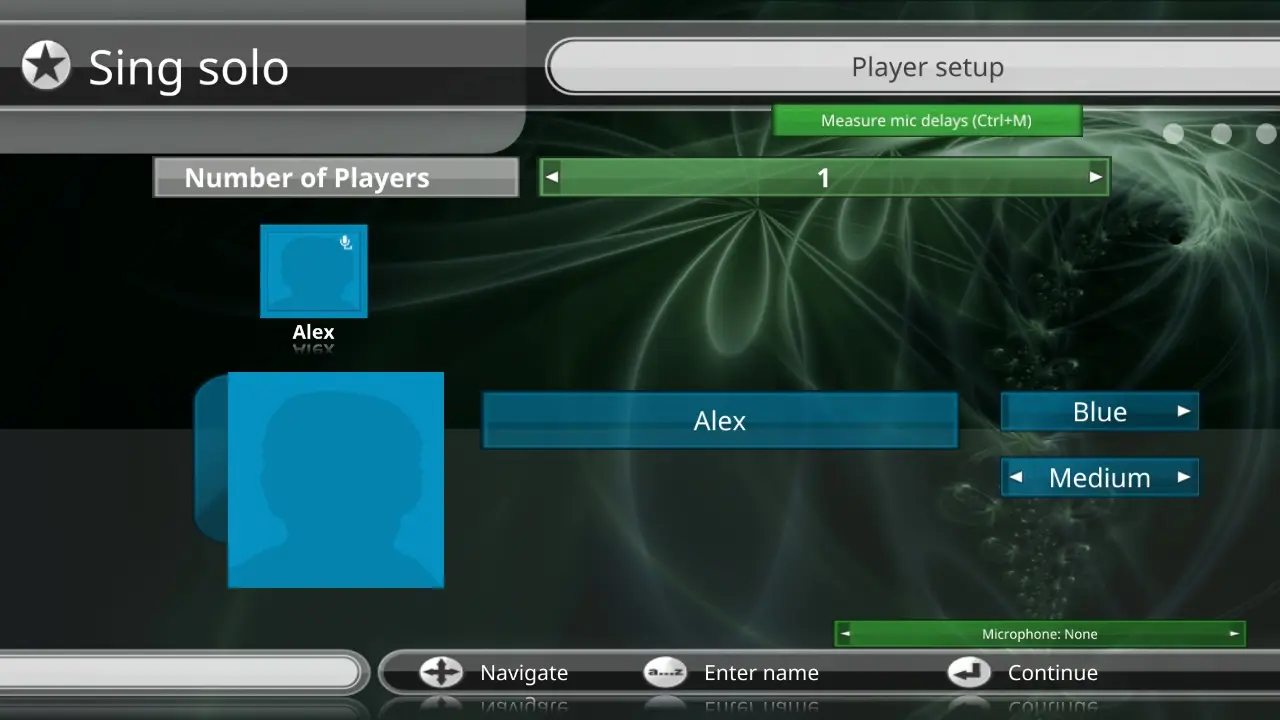 Sing solo
Player setup
Measure mic delays (Ctrl+M)
Number of Players
1
Alex
Alex
Blue
Medium
Microphone: None
Navigate
a...z
Enter name
Continue